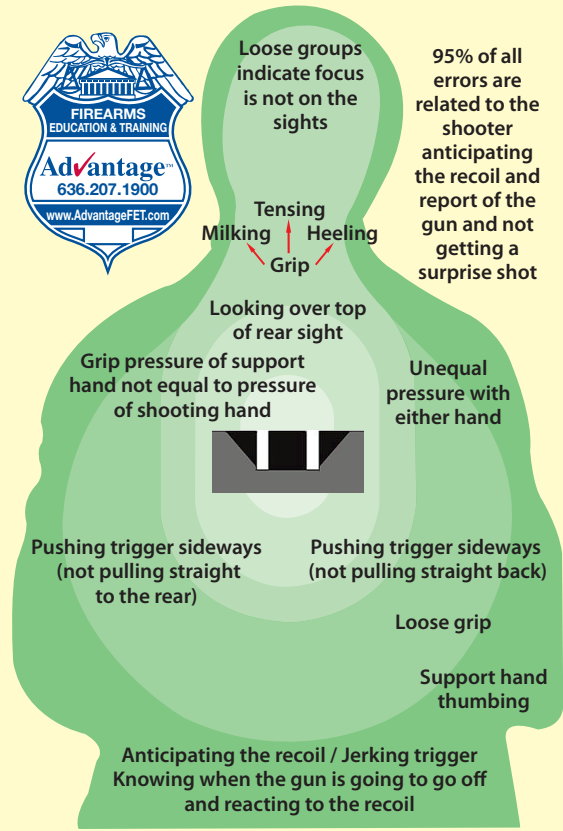 FIREARMS
EDUCATION & TRAINING
Advantage™
636.207.1900
www.AdvantageFET.com
Loose groups
indicate focus
is not on the
sights
95% of all
errors are
related to the
shooter
anticipating
the recoil and
report of the
gun and not
getting a
surprise shot
Tensing
Milking
Heeling
Grip
Looking over top
of rear sight
Grip pressure of support
hand not equal to pressure
of shooting hand
Unequal
pressure with
either hand
Pushing trigger sideways
(not pulling straight
to the rear)
Pushing trigger sideways
(not pulling straight back)
Loose grip
Support hand
thumbing
Anticipating the recoil / Jerking trigger
Knowing when the gun is going to go off
and reacting to the recoil